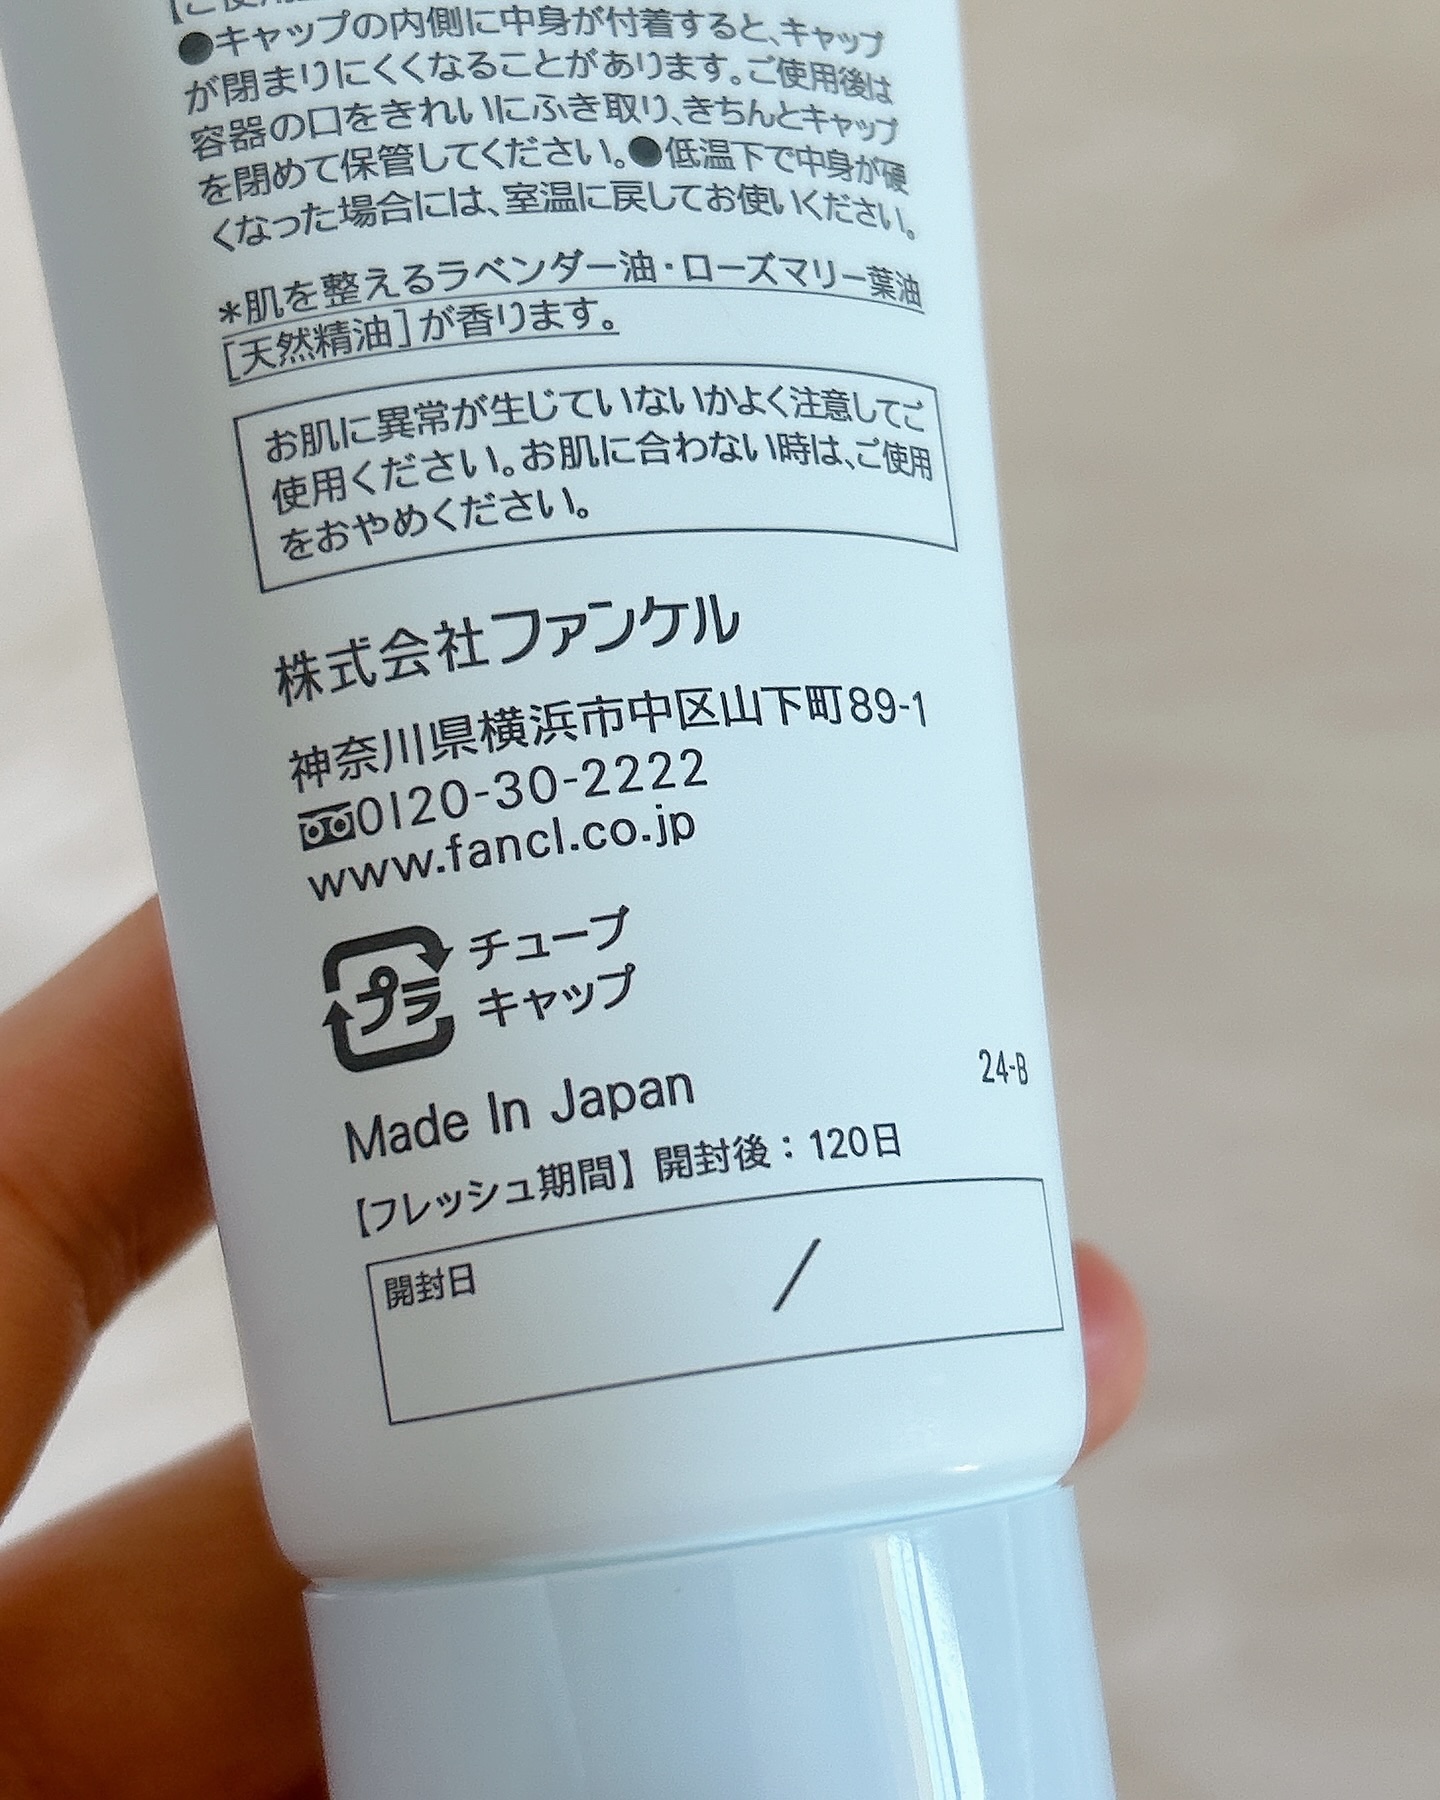 【ご使用
●キャップの内側に中身が付着すると、キャップ
が閉まりにくくなることがあります。ご使用後は
容器の口をきれいにふき取り、きちんとキャップ
を閉めて保管してください。●低温下で中身が硬
くなった場合には、室温に戻してお使いください。
*肌を整えるラベンダー油・ローズマリー葉油
[天然精油]が香ります。
お肌に異常が生じていないかよく注意してご
使用ください。お肌に合わない時は、ご使用
をおやめください。
株式会社ファンケル
神奈川県横浜市中区山下町89-1
0120-30-2222
www.fancl.co.jp
プラ
チューブ
キャップ
24-B
Made In Japan
【フレッシュ期間】開封後：120日
開封日 /